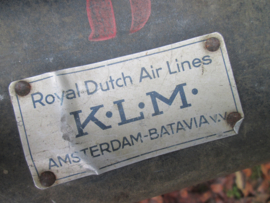 Royal Dutch Air Lines
K·L·M·
AMSTERDAM-BATAVIA V.V.